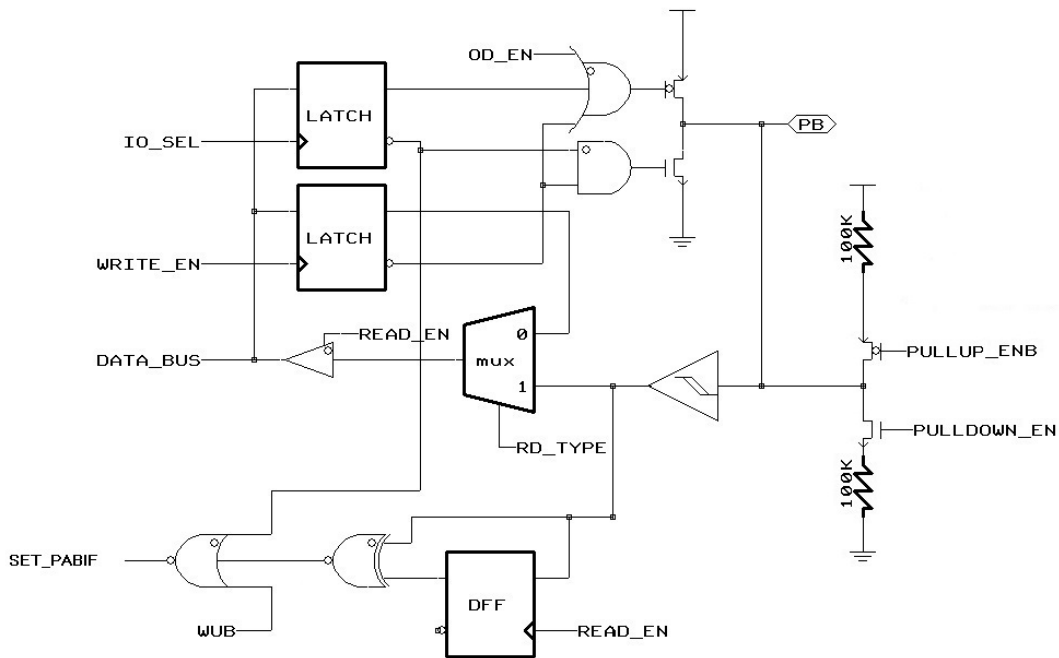 OD_EN
LATCH
PB
IO_SEL
LATCH
100K
WRITE_EN
READ_EN
0
DATA_BUS
mux
PULLUP_ENB
1
PULLDOWN_EN
RD_TYPE
100K
SET_PABIF
DFF
WUB
READ_EN